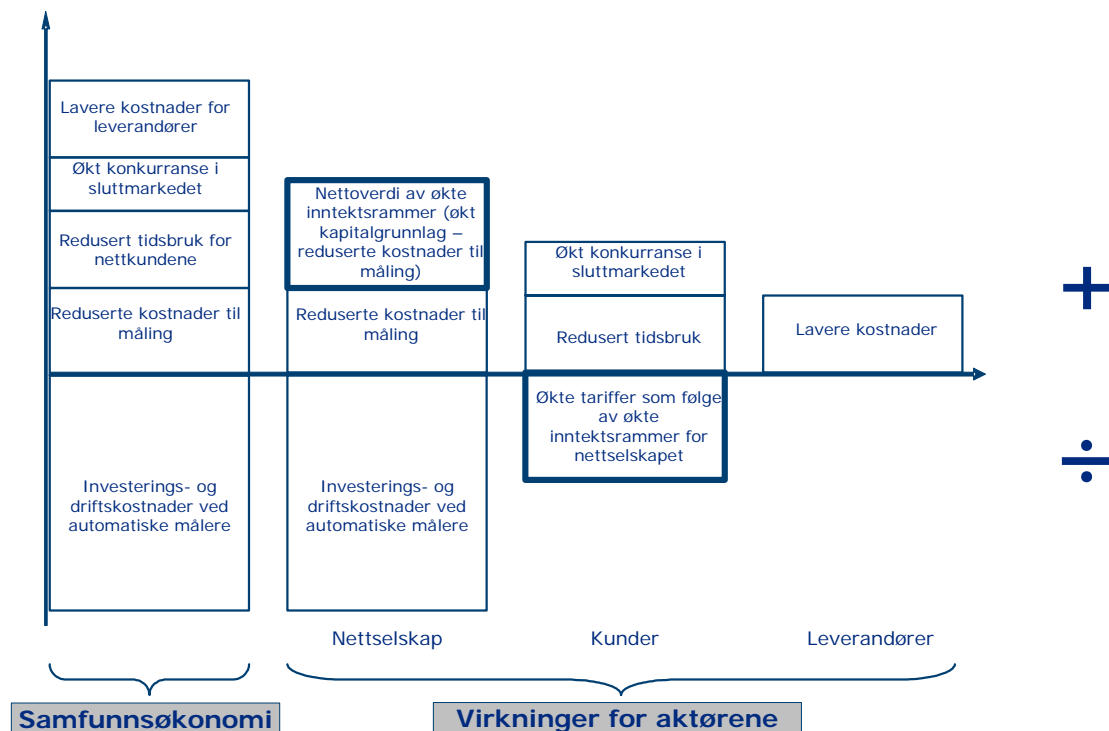 Lavere kostnader for
leverandører
Økt konkurranse i
sluttmarkedet
Redusert tidsbruk for
nettkundene
Reduserte kostnader til
måling
Investerings- og
driftskostnader ved
automatiske målere
Nettoverdi av økte
inntektsrammer (økt
kapitalgrunnlag –
reduserte kostnader til
måling)
Reduserte kostnader til
måling
Investerings- og
driftskostnader ved
automatiske målere
Økt konkurranse i
sluttmarkedet
Redusert tidsbruk
Økte tariffer som følge
av økte
inntektsrammer for
nettselskapet
Lavere kostnader
+
÷
Nettselskap
Kunder
Leverandører
Samfunnsøkonomi
Virkninger for aktørene